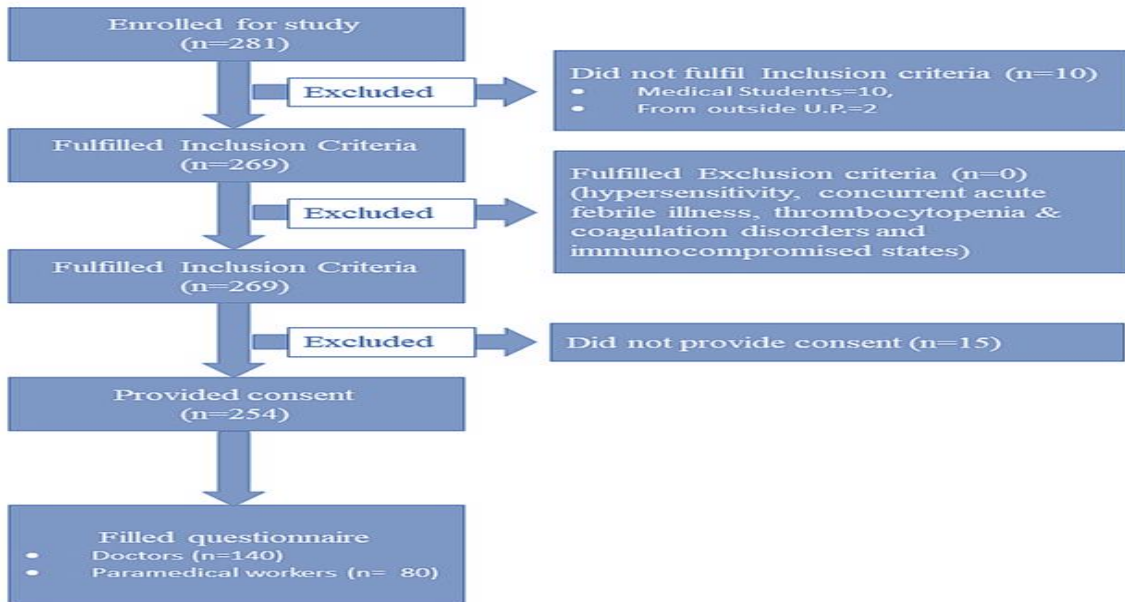 Enrolled for study
(n=281)
Excluded
Did not fulfil Inclusion criteria (n=10)
• Medical Students=10,
• From outside U.P.=2
Fulfilled Inclusion Criteria
(n=269)
Excluded
Fulfilled Exclusion criteria (n=0)
(hypersensitivity, concurrent acute
febrile illness, thrombocytopenia &
coagulation disorders and
immunocompromised states)
Fulfilled Inclusion Criteria
(n=269)
Excluded
Did not provide consent (n=15)
Provided consent
(n=254)
Filled questionnaire
• Doctors (n=140)
• Paramedical workers (n= 80)